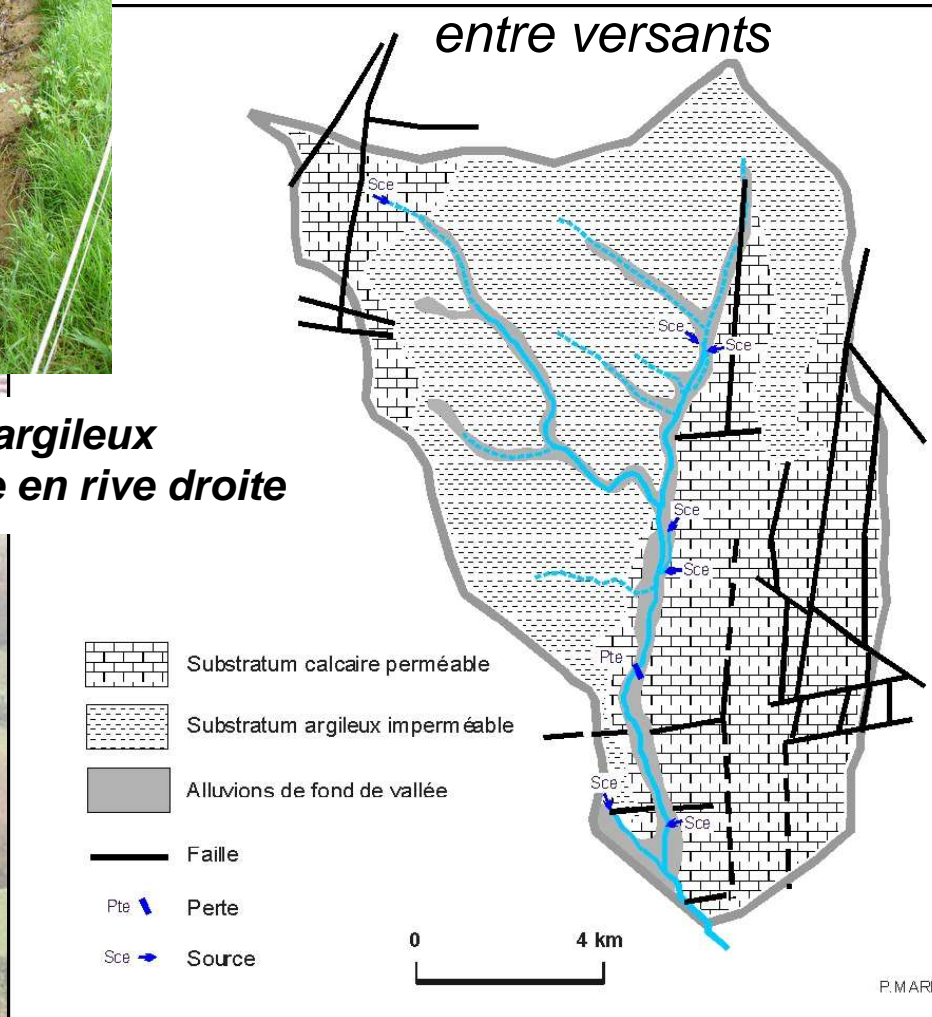 entre versants
Sce
Sce
Sce
argileux
en rive droite
Sce
Sce
Pte
Substratum calcaire perméable
Substratum argileux imperméable
Sce
Alluvions de fond de vallée
Sce
Faille
Pte Perte
0 4 km
Sce Source